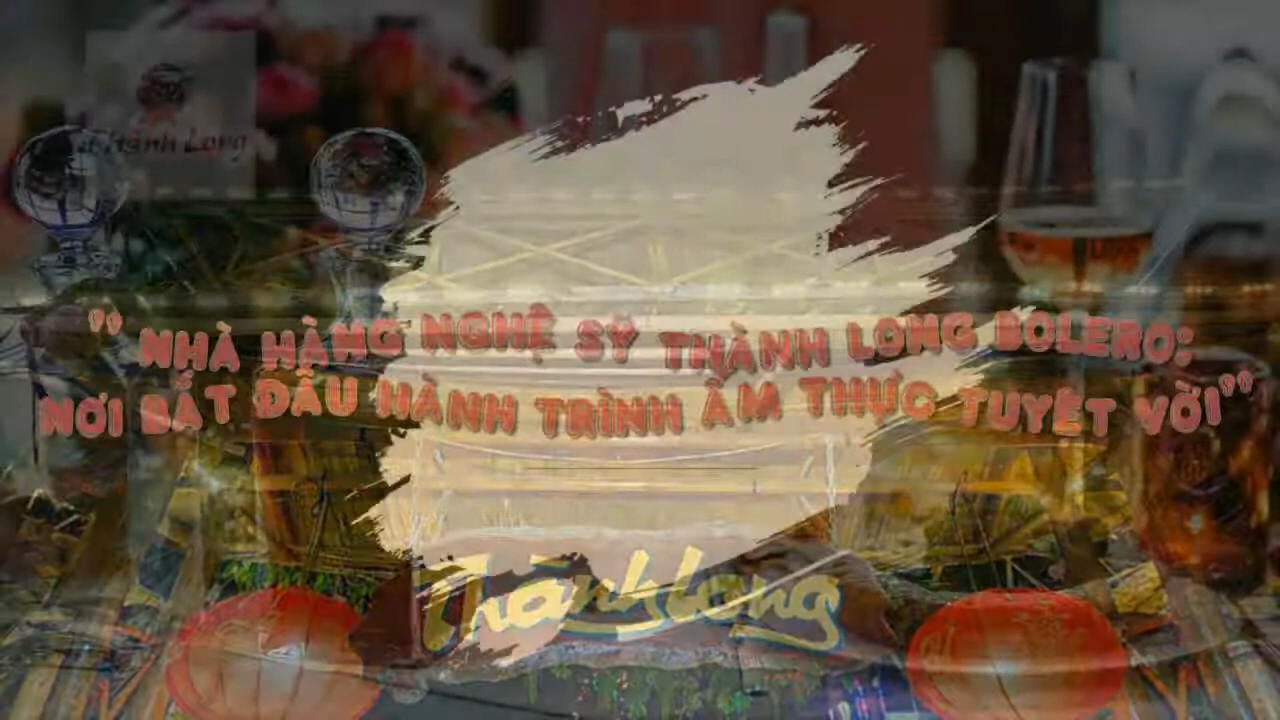 Thành Long
" NHÀ HÀNG NGHỆ SỸ THÀNH LONG BOLERO:
NƠI BẮT ĐẦU HÀNH TRÌNH ẨM THỰC TUYỆT VỜI"
Thành Long